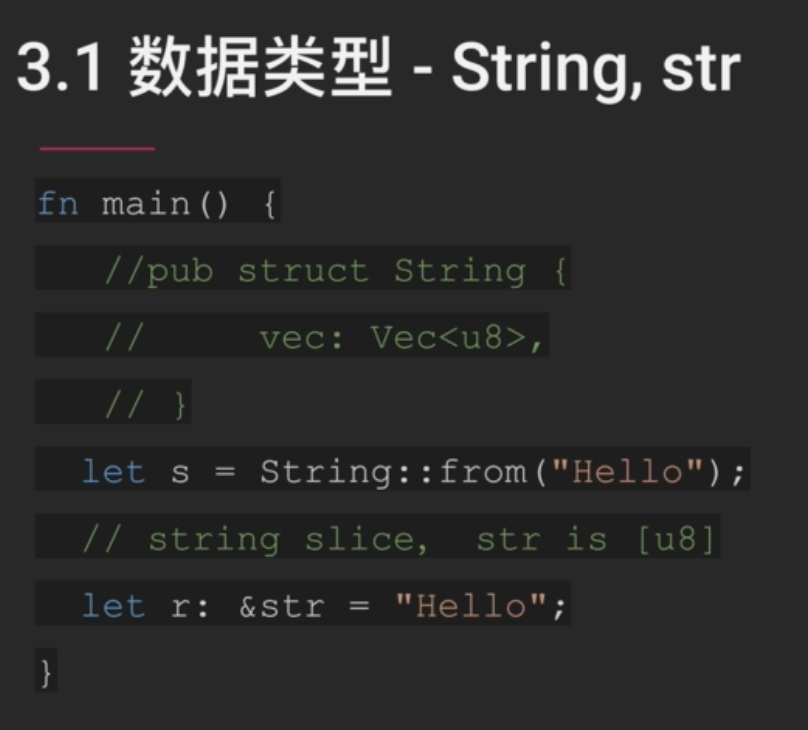 3.1 数据类型 - String, str
fn main() {
//pub struct String {
// vec: Vec<u8>,
// }
let s = String::from("Hello");
// string slice, str is [u8]
let r: &str = "Hello";
}